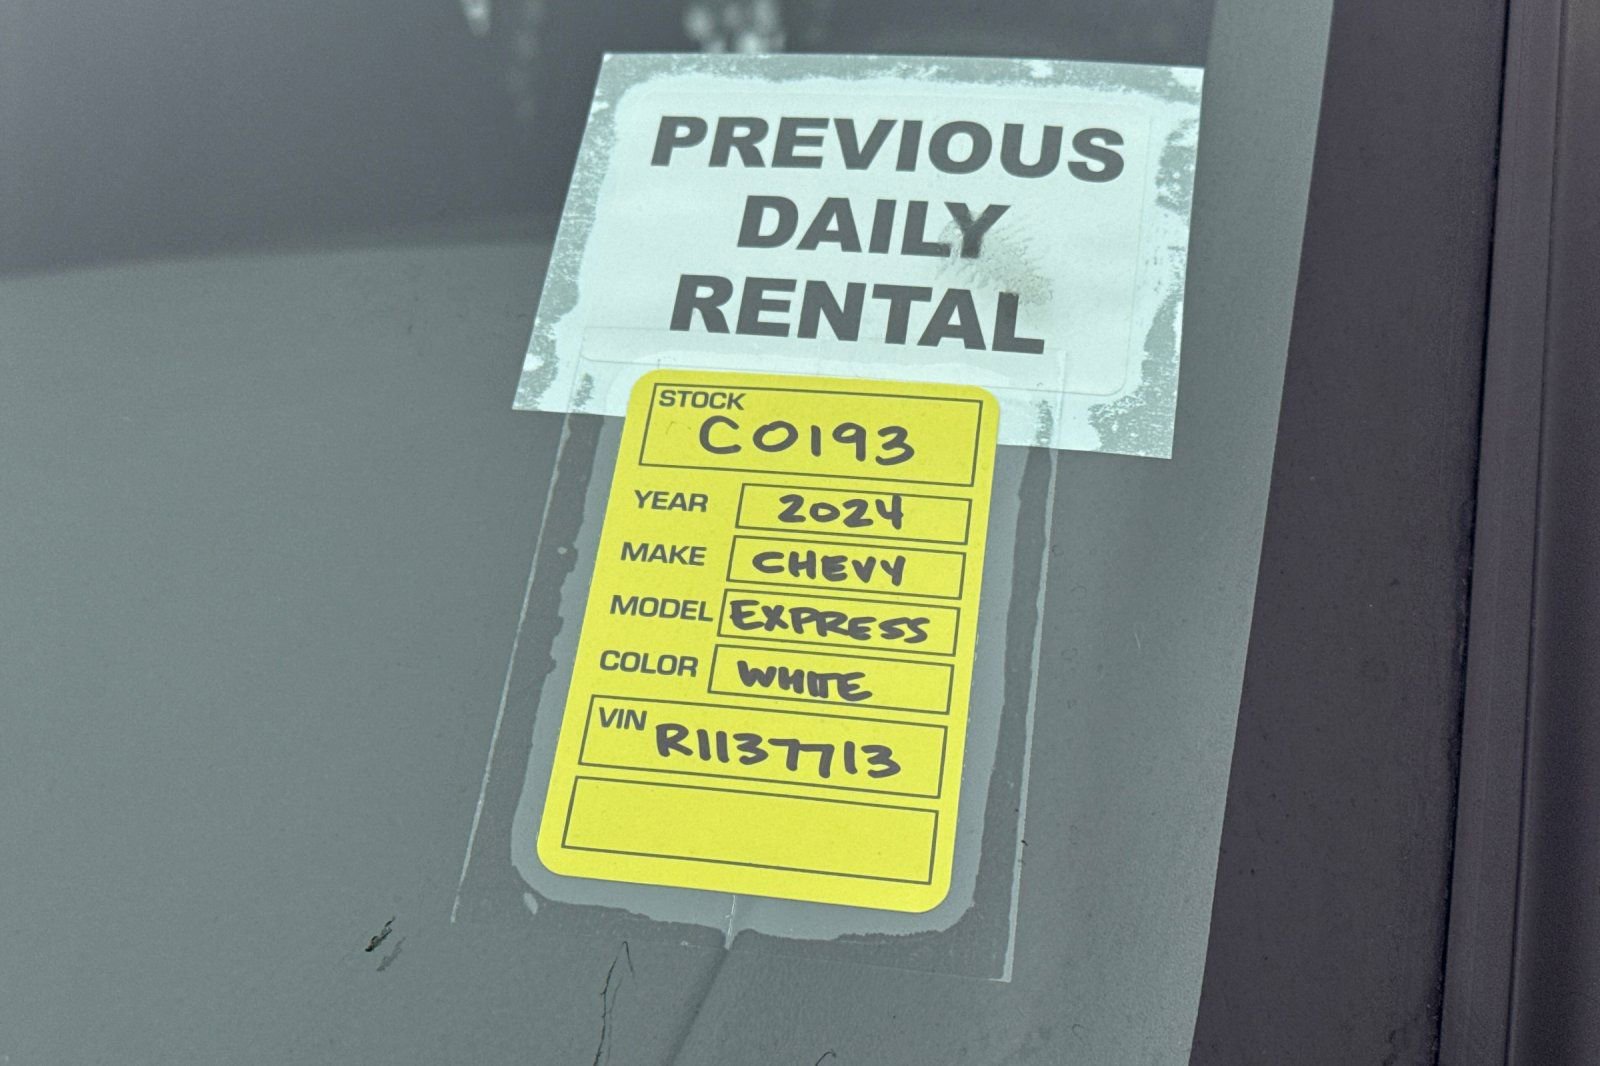 PREVIOUS
DAILY
RENTAL
STOCK
C0193
YEAR 2024
MAKE CHEVY
MODEL EXPRESS
COLOR WHITE
VIN R1137713